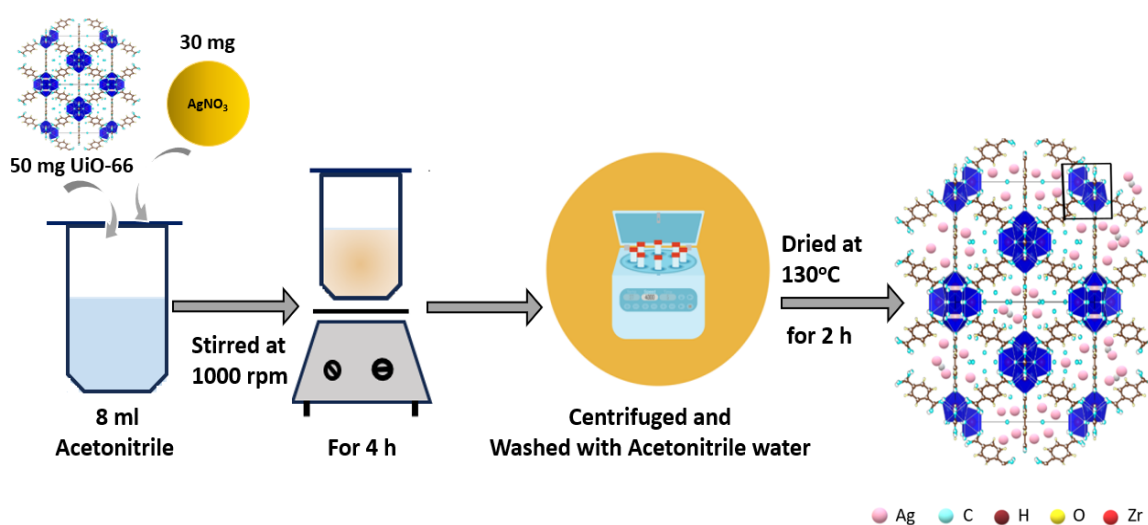 30 mg
AgNO₃
50 mg UiO-66
8 ml
Acetonitrile
Stirred at
1000 rpm
For 4 h
Centrifuged and
Washed with Acetonitrile water
Dried at
130°C
for 2 h
Ag C H O Zr